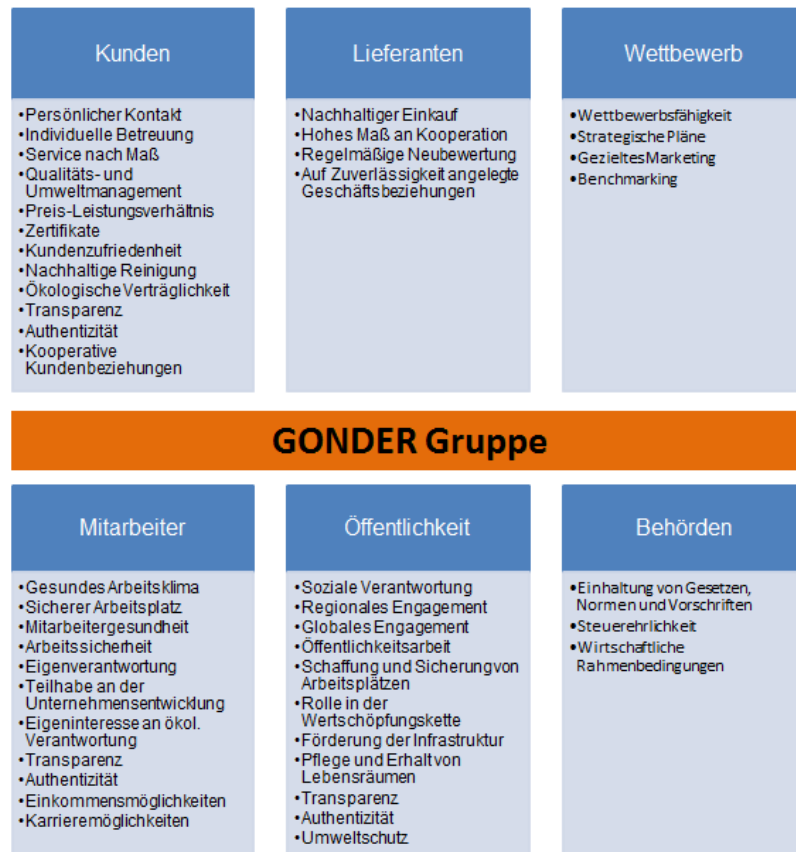 Kunden
•Persönlicher Kontakt
•Individuelle Betreuung
•Service nach Maß
•Qualitäts- und
Umweltmanagement
•Preis-Leistungsverhältnis
•Zertifikate
•Kundenzufriedenheit
•Nachhaltige Reinigung
•Ökologische Verträglichkeit
•Transparenz
•Authentizität
•Kooperative
Kundenbeziehungen
Lieferanten
•Nachhaltiger Einkauf
•Hohes Maß an Kooperation
•Regelmäßige Neubewertung
•Auf Zuverlässigkeit angelegte
Geschäftsbeziehungen
Wettbewerb
•Wettbewerbsfähigkeit
•Strategische Pläne
•Gezieltes Marketing
•Benchmarking
GONDER Gruppe
Mitarbeiter
•Gesundes Arbeitsklima
•Sicherer Arbeitsplatz
•Mitarbeitergesundheit
•Arbeitssicherheit
•Eigenverantwortung
•Teilhabe an der
Unternehmensentwicklung
•Eigeninteresse an ökol.
Verantwortung
•Transparenz
•Authentizität
•Einkommensmöglichkeiten
•Karrieremöglichkeiten
Öffentlichkeit
•Soziale Verantwortung
•Regionales Engagement
•Globales Engagement
•Öffentlichkeitsarbeit
•Schaffung und Sicherung von
Arbeitsplätzen
•Rolle in der
Wertschöpfungskette
•Förderung der Infrastruktur
•Pflege und Erhalt von
Lebensräumen
•Transparenz
•Authentizität
•Umweltschutz
Behörden
•Einhaltung von Gesetzen,
Normen und Vorschriften
•Steuerehrlichkeit
•Wirtschaftliche
Rahmenbedingungen